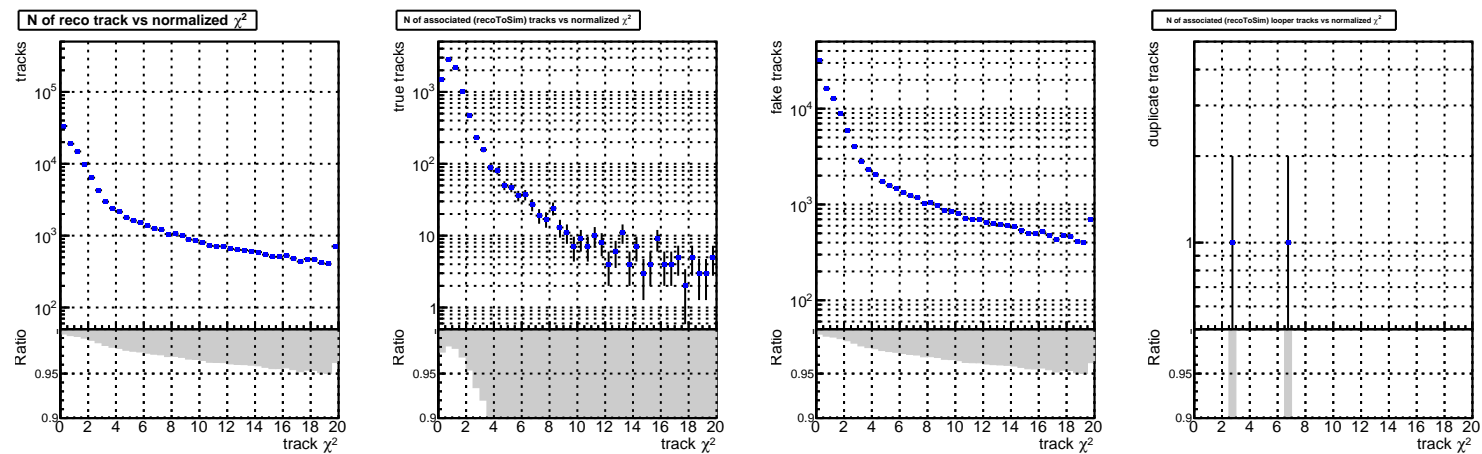 N of reco track vs normalized χ²
tracks
10⁵
10⁴
10³
10²
Ratio
1
0.95
0.9
0 2 4 6 8 10 12 14 16 18 20
track χ²
N of associated (recoToSim) tracks vs normalized χ²
true tracks
10³
10²
10
1
Ratio
1
0.95
0.9
0 2 4 6 8 10 12 14 16 18 20
track χ²
fake tracks
10⁴
10³
10²
Ratio
1
0.95
0.9
0 2 4 6 8 10 12 14 16 18 20
track χ²
N of associated (recoToSim) looper tracks vs normalized χ²
duplicate tracks
1
Ratio
1
0.95
0.9
0 2 4 6 8 10 12 14 16 18 20
track χ²